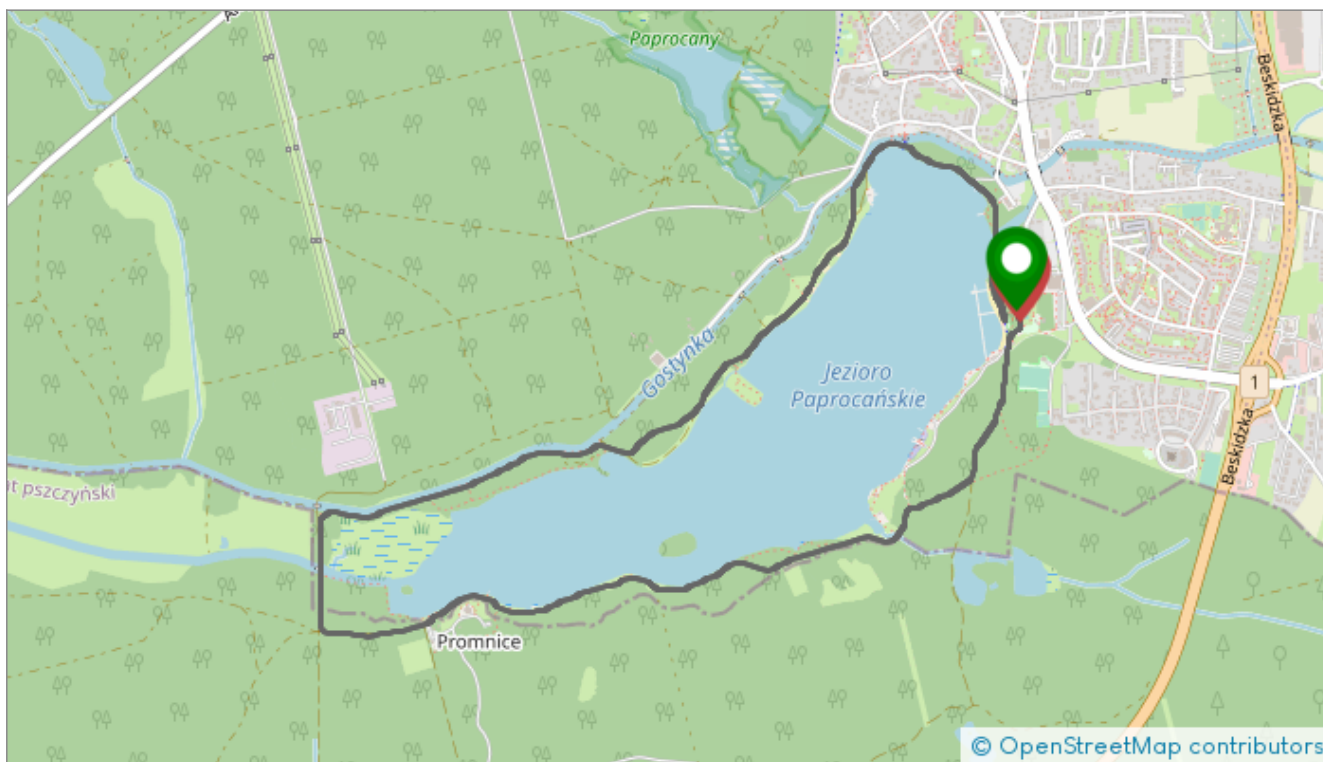 Paprocany
Beskidzka
Gostynka
Jezioro
Paprocańskie
1
Beskidzka
at pszczyński
Promnice
© OpenStreetMap contributors